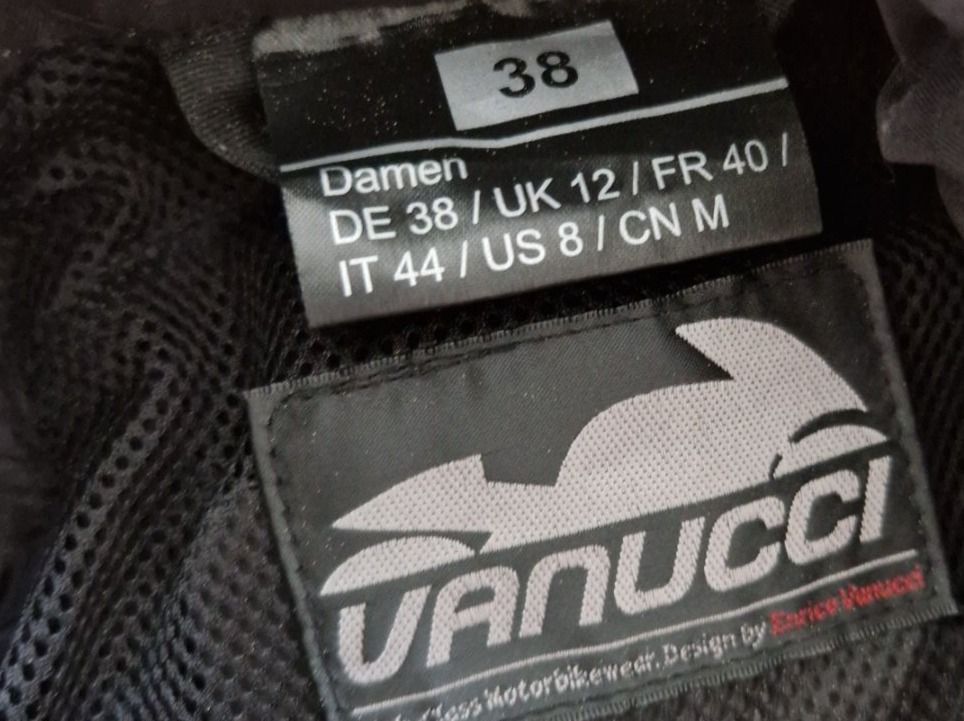 38
Damen
DE 38 / UK 12 / FR 40 /
IT 44 / US 8 / CN M
VANUCCI
Class Motorbikewear. Design by Enrico Vanucci